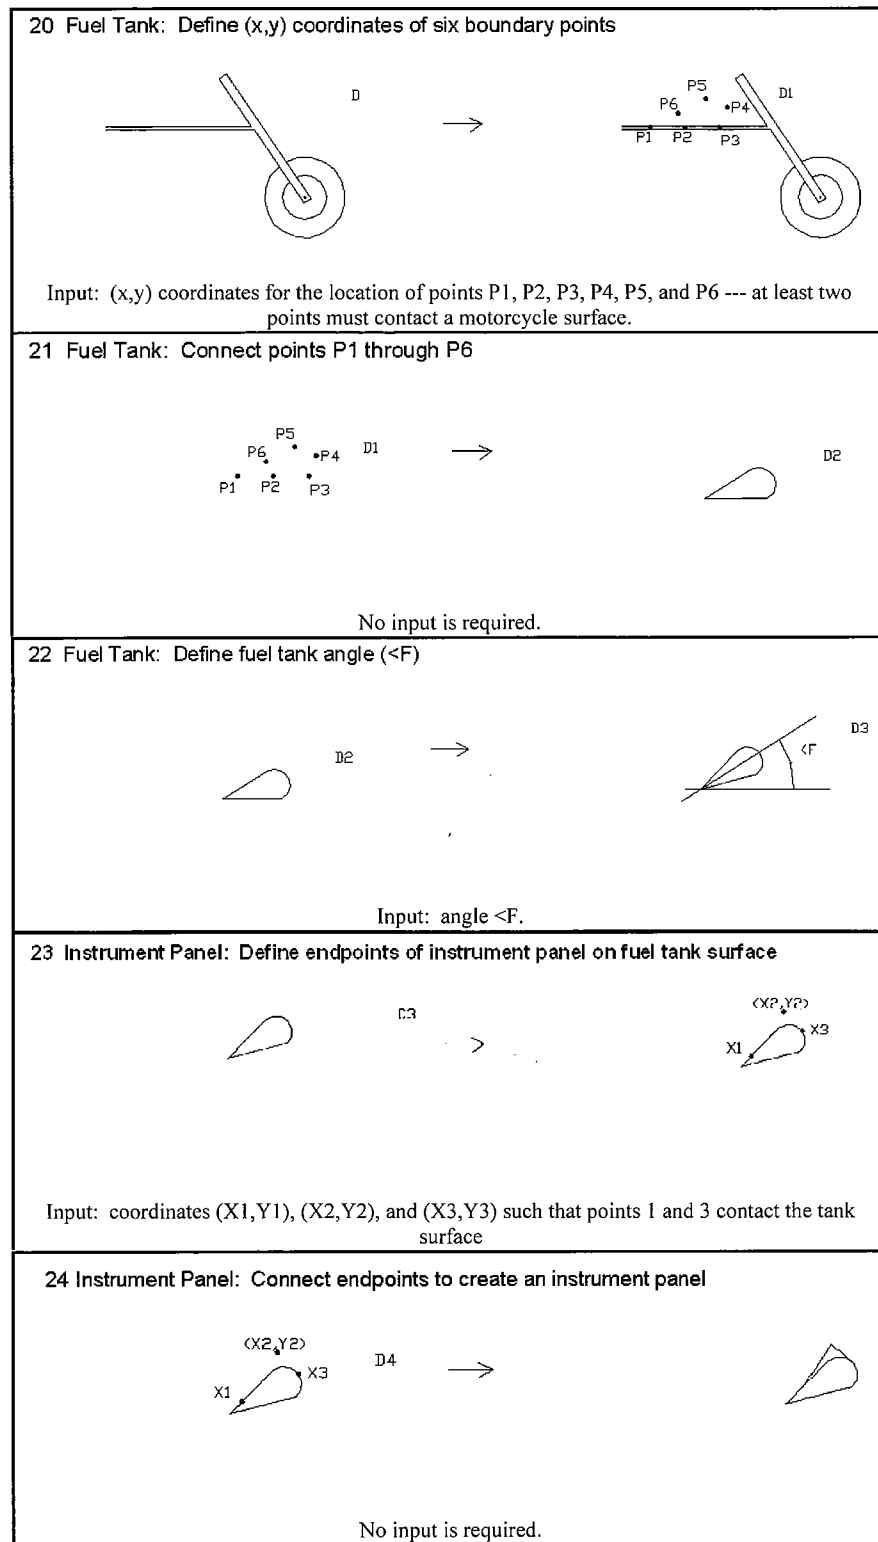 20 Fuel Tank: Define (x,y) coordinates of six boundary points
D
P5
D1
P6
P4
P1
P2
P3
Input: (x,y) coordinates for the location of points P1, P2, P3, P4, P5, and P6 --- at least two
points must contact a motorcycle surface.
21 Fuel Tank: Connect points P1 through P6
P5
D1
P6
P4
D2
P1
P2
P3
No input is required.
22 Fuel Tank: Define fuel tank angle (<F)
D2
D3
<F
Input: angle <F.
23 Instrument Panel: Define endpoints of instrument panel on fuel tank surface
D3
(X2,Y2)
X3
X1
Input: coordinates (X1,Y1), (X2,Y2), and (X3,Y3) such that points 1 and 3 contact the tank
surface
24 Instrument Panel: Connect endpoints to create an instrument panel
(X2,Y2)
D4
X3
X1
No input is required.